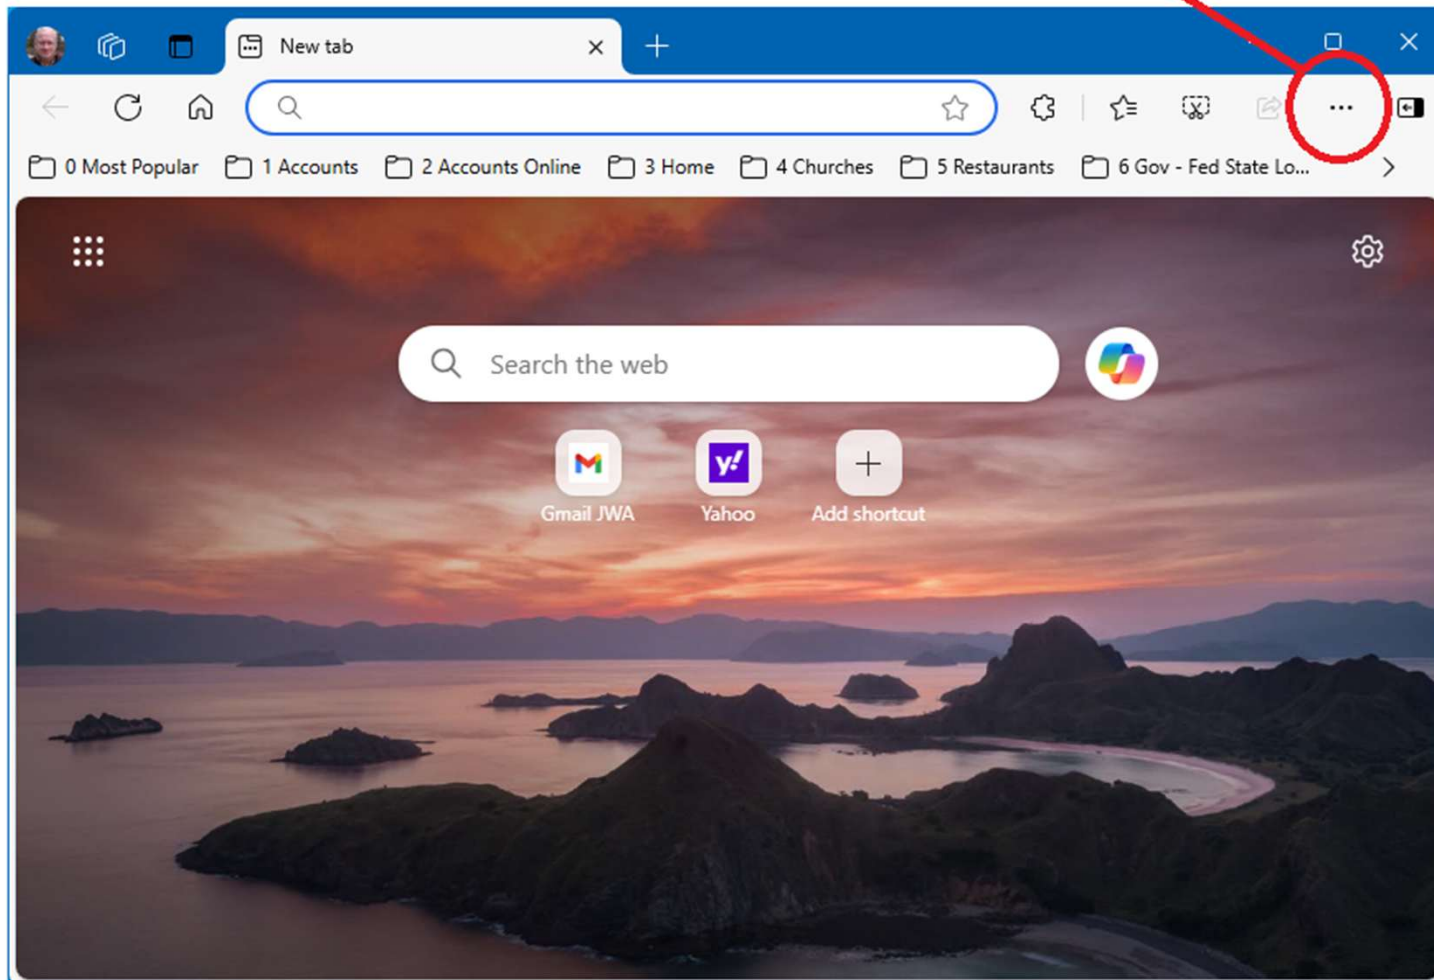 New tab
0 Most Popular 1 Accounts 2 Accounts Online 3 Home 4 Churches 5 Restaurants 6 Gov - Fed State Lo...
Search the web
y!
Gmail JWA Yahoo Add shortcut